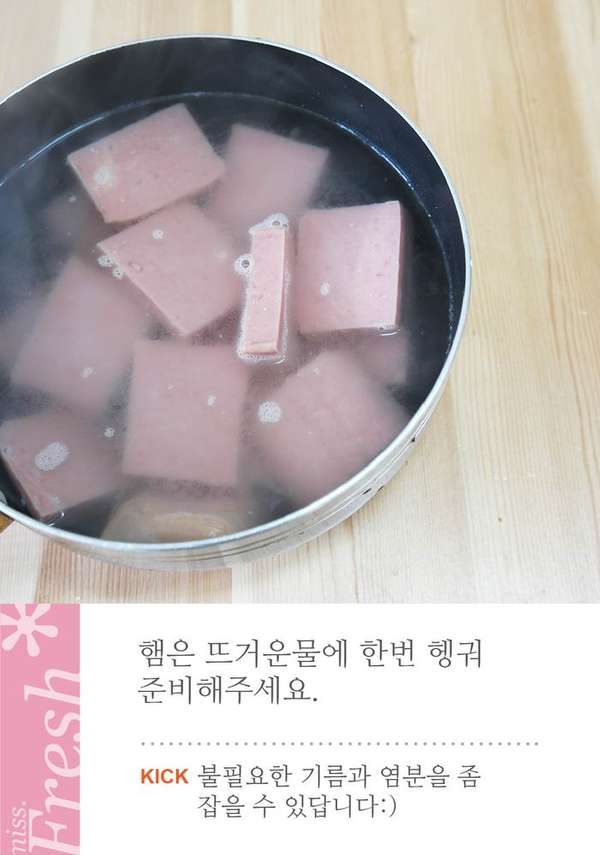 햄은 뜨거운물에 한번 헹궈
준비해주세요.
KICK 불필요한 기름과 염분을 좀
잡을 수 있답니다:)
miss.
Fresh